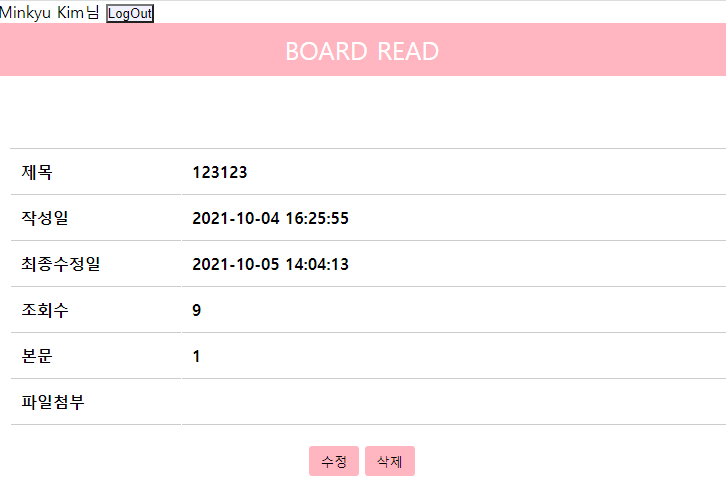 Minkyu Kim님 LogOut
BOARD READ
제목 123123
작성일 2021-10-04 16:25:55
최종수정일 2021-10-05 14:04:13
조회수 9
본문 1
파일첨부
수정 삭제